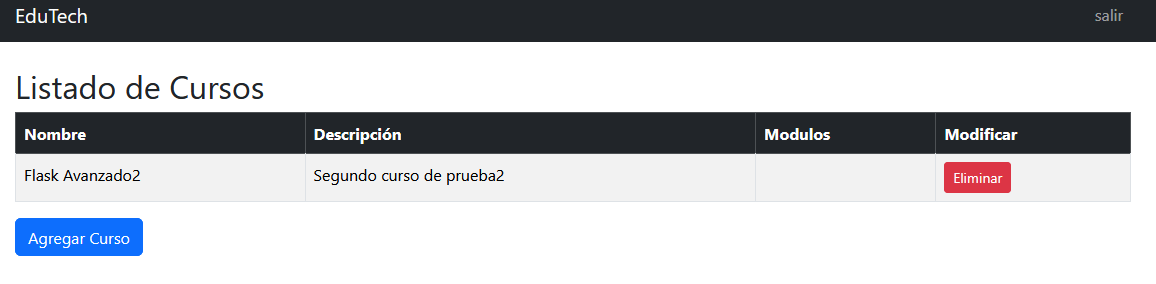 EduTech salir
Listado de Cursos
Nombre Descripción Modulos Modificar
Flask Avanzado2 Segundo curso de prueba2 Eliminar
Agregar Curso